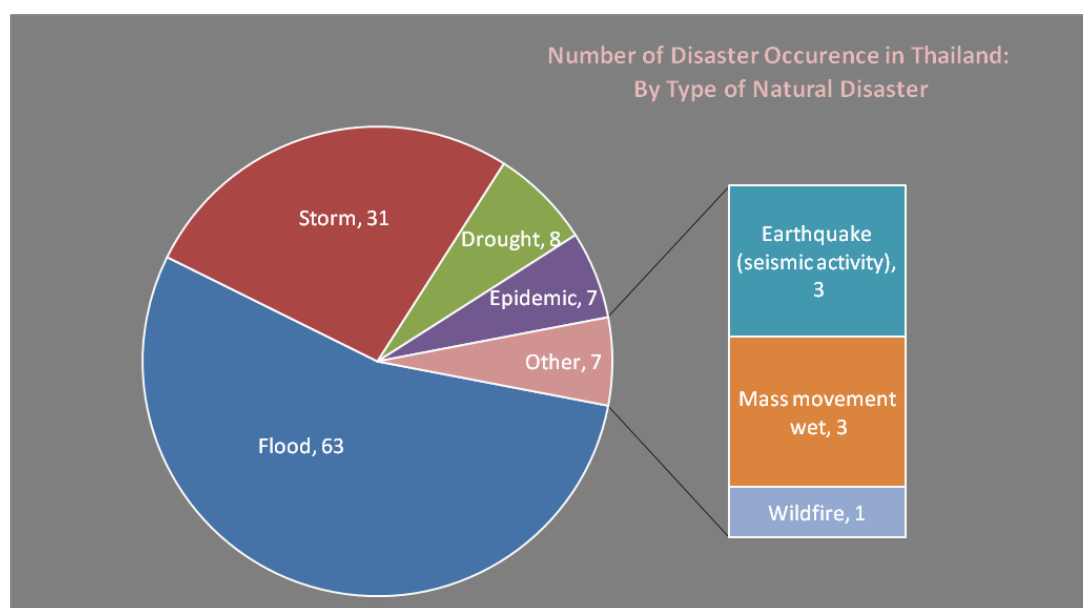 Number of Disaster Occurence in Thailand:
By Type of Natural Disaster
Storm, 31
Drought, 8
Epidemic, 7
Other, 7
Flood, 63
Earthquake
(seismic activity),
3
Mass movement
wet, 3
Wildfire, 1